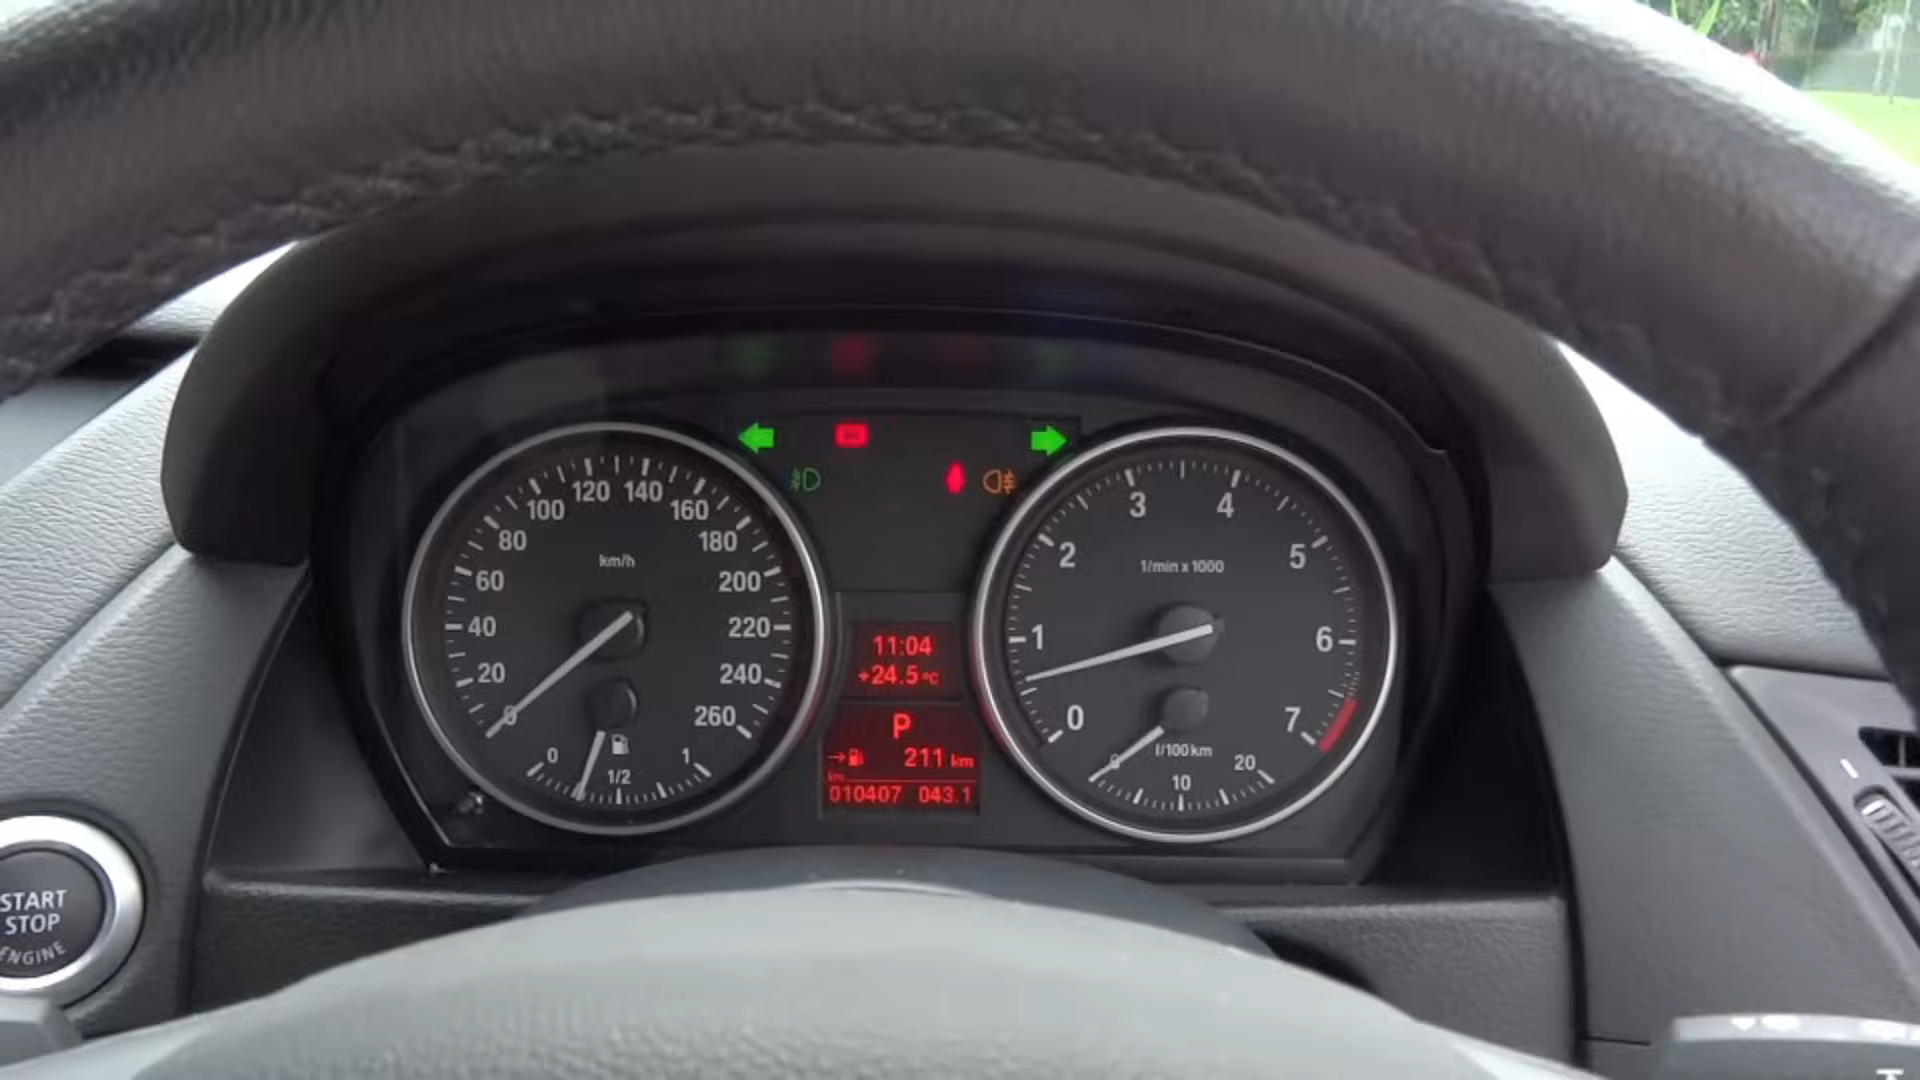 120 140
100 160
80 180
60 200
40 220
20 240
0 260
km/h
0 1/2 1
3 4
2 5
1 6
0 7
1/min x 1000
0 10 20
l/100 km
11:04
+24.5 °C
P
211 km
km
010407 043.1
START
STOP
ENGINE